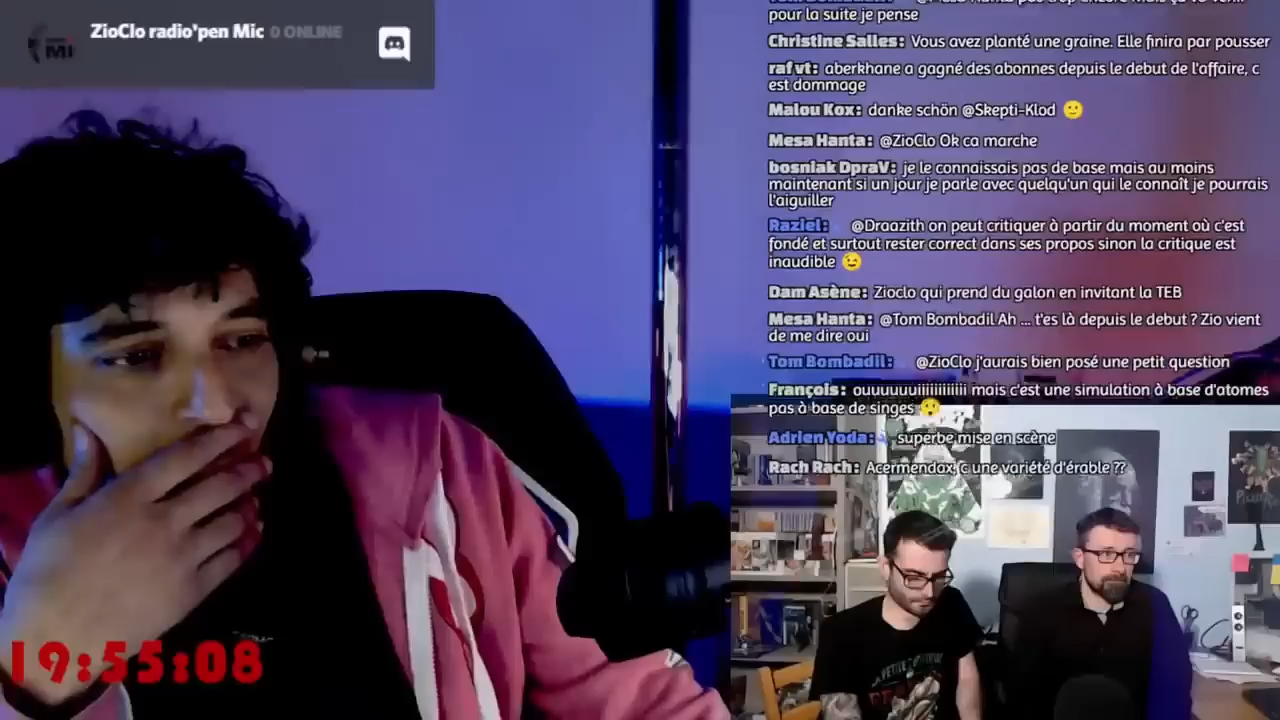 ZioClo radio'pen Mic 0 ONLINE
MI
pour la suite je pense
Christine Salles: Vous avez planté une graine. Elle finira par pousser
raf vt: aberkhane a gagné des abonnes depuis le debut de l'affaire, c
est dommage
Malou Kox: danke schön @Skepti-Klod 🙂
Mesa Hanta: @ZioClo Ok ca marche
bosniak DpraV: je le connaissais pas de base mais au moins
maintenant si un jour je parle avec quelqu'un qui le connaît je pourrais
l'aiguiller
Raziel: @Draazith on peut critiquer à partir du moment où c'est
fondé et surtout rester correct dans ses propos sinon la critique est
inaudible 😉
Dam Asène: Zioclo qui prend du galon en invitant la TEB
Mesa Hanta: @Tom Bombadil Ah ... t'es là depuis le debut ? Zio vient
de me dire oui
Tom Bombadil: @ZioClo j'aurais bien posé une petit question
François: ouuuuuuiiiiiiiiiiii mais c'est une simulation à base d'atomes
pas à base de singes 😲
Adrien Yoda: superbe mise en scène
Rach Rach: Acermendax, c une variété d'érable ??
19:55:08